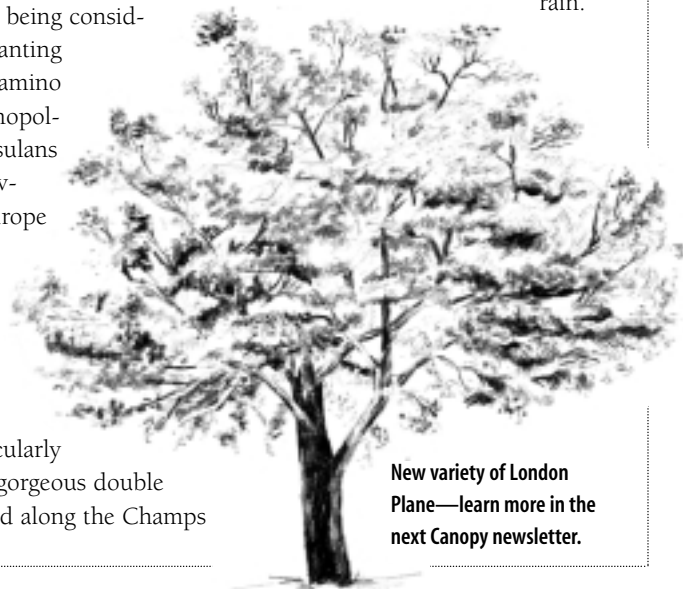 being consid-
anting
amino
nopol-
sulans
v-
urope
cularly
gorgeous double
d along the Champs
rain.
New variety of London
Plane—learn more in the
next Canopy newsletter.